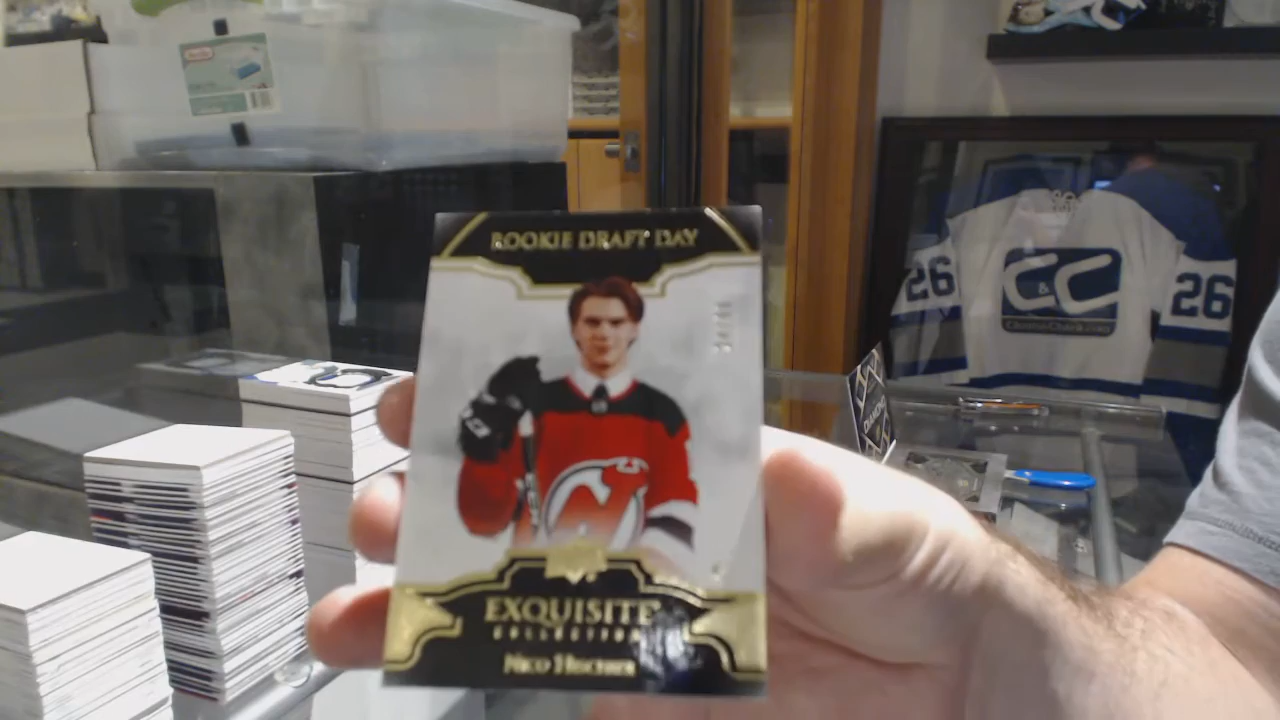 ROOKIE DRAFT DAY
EXQUISITE
COLLECTION
NICO HISCHIER
26
C&C
26